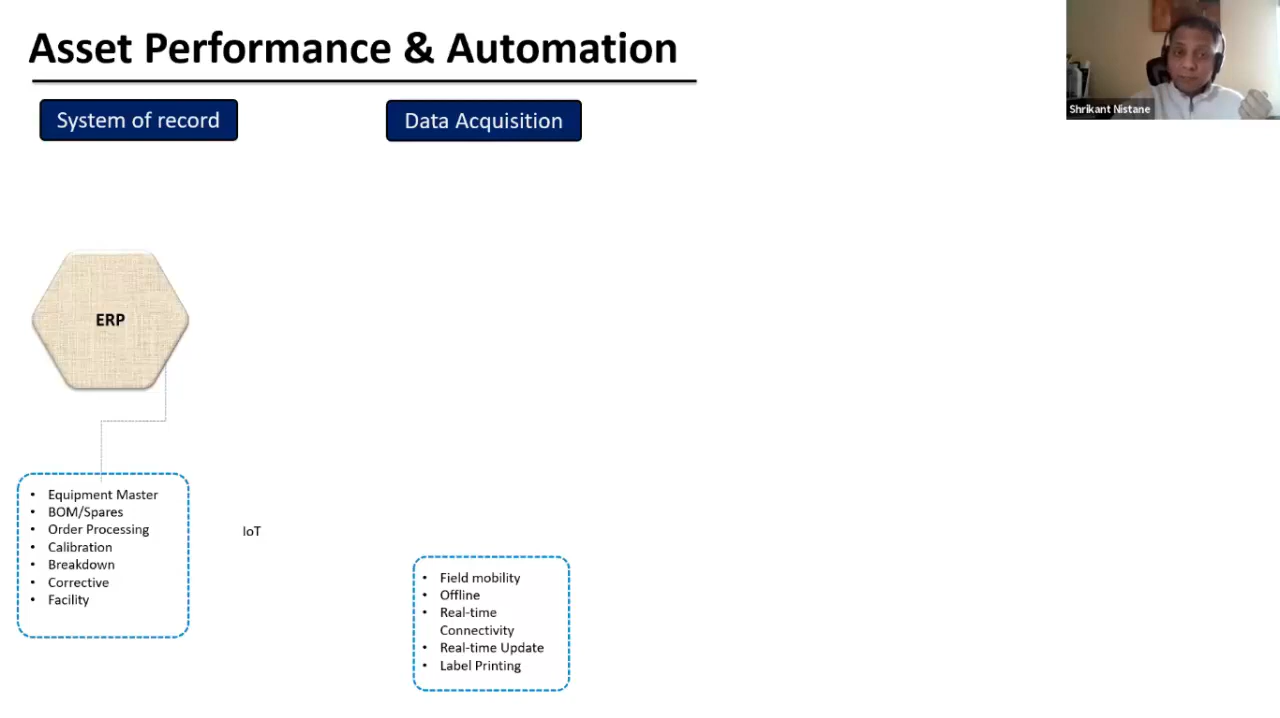 Asset Performance & Automation
Shrikant Nistane
System of record
Data Acquisition
ERP
• Equipment Master
• BOM/Spares
• Order Processing
• Calibration
• Breakdown
• Corrective
• Facility
IoT
• Field mobility
• Offline
• Real-time
Connectivity
• Real-time Update
• Label Printing